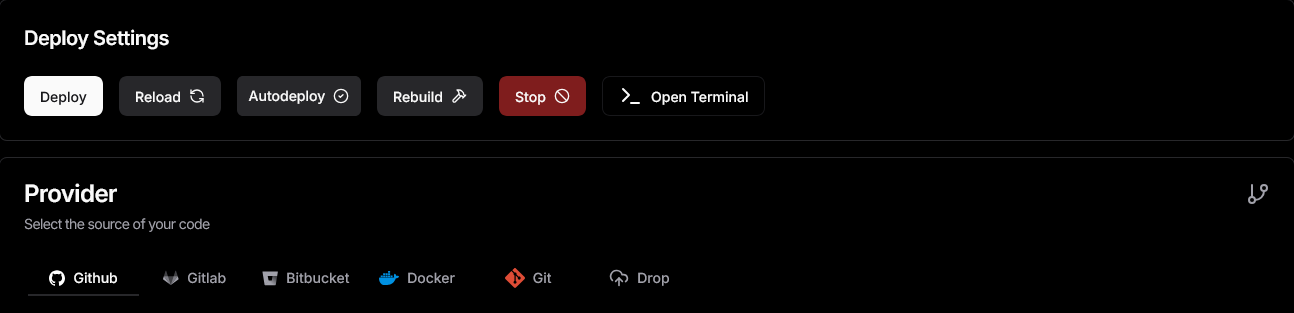 Deploy Settings
Deploy Reload Autodeploy Rebuild Stop Open Terminal
Provider
Select the source of your code
Github Gitlab Bitbucket Docker Git Drop